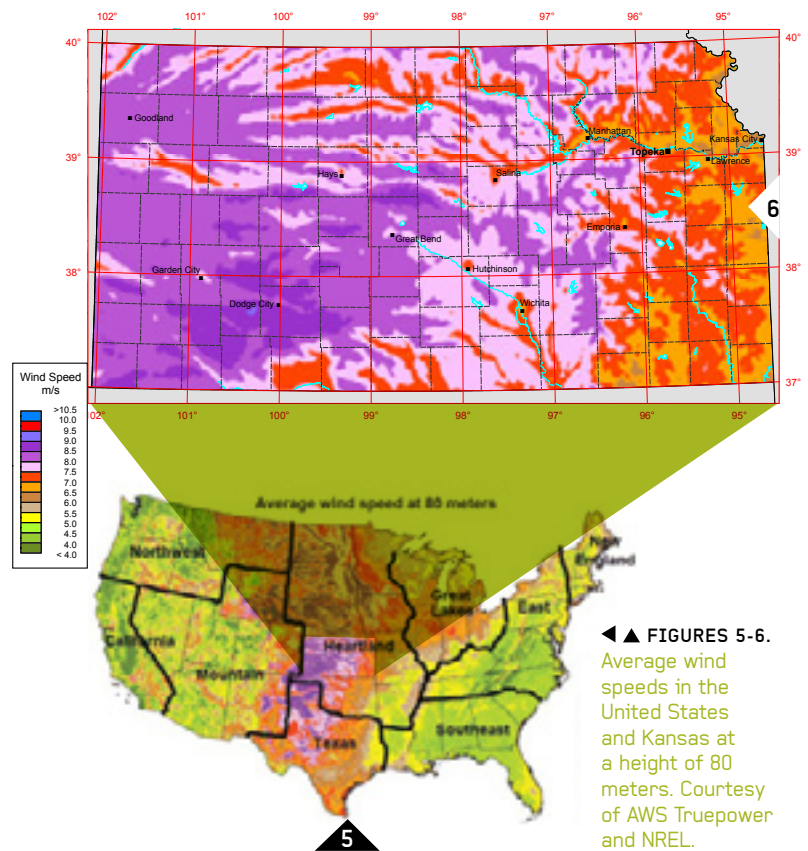 102°
101°
100°
99°
98°
97°
96°
95°
40°
40°
Goodland
Manhattan
Kansas City
39°
Topeka
39°
Lawrence
Hays
Salina
6
Emporia
Great Bend
38°
Garden City
Hutchinson
38°
Dodge City
Wichita
37°
Wind Speed
m/s
>10.5
10.0
9.5
9.0
8.5
8.0
7.5
7.0
6.5
6.0
5.5
5.0
4.5
4.0
< 4.0
02°
101°
100°
99°
98°
97°
96°
95°
Average wind speed at 80 meters
Northwest
New
England
Great
Lakes
East
California
Heartland
Mountain
Texas
Southeast
5
◀ ▲ FIGURES 5-6.
Average wind
speeds in the
United States
and Kansas at
a height of 80
meters. Courtesy
of AWS Truepower
and NREL.